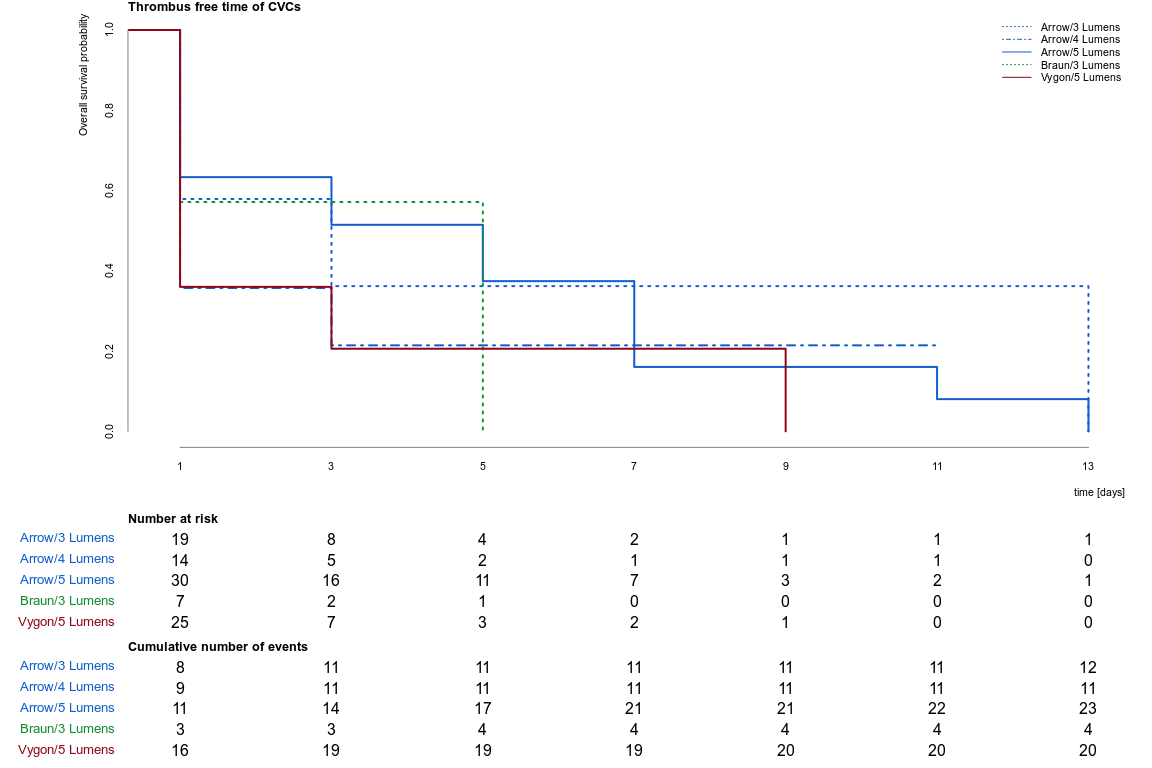 Thrombus free time of CVCs
Overall survival probability
1.0
0.8
0.6
0.4
0.2
0.0
Arrow/3 Lumens
Arrow/4 Lumens
Arrow/5 Lumens
Braun/3 Lumens
Vygon/5 Lumens
1 3 5 7 9 11 13
time [days]
Number at risk
Arrow/3 Lumens 19 8 4 2 1 1 1
Arrow/4 Lumens 14 5 2 1 1 1 0
Arrow/5 Lumens 30 16 11 7 3 2 1
Braun/3 Lumens 7 2 1 0 0 0 0
Vygon/5 Lumens 25 7 3 2 1 0 0
Cumulative number of events
Arrow/3 Lumens 8 11 11 11 11 11 12
Arrow/4 Lumens 9 11 11 11 11 11 11
Arrow/5 Lumens 11 14 17 21 21 22 23
Braun/3 Lumens 3 3 4 4 4 4 4
Vygon/5 Lumens 16 19 19 19 20 20 20